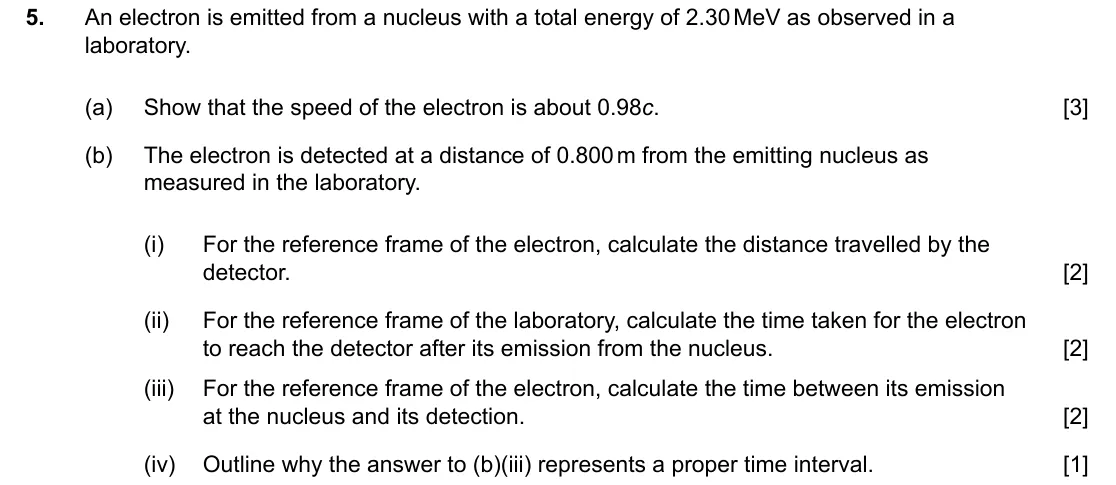 5. An electron is emitted from a nucleus with a total energy of 2.30 MeV as observed in a
laboratory.
(a) Show that the speed of the electron is about 0.98c. [3]
(b) The electron is detected at a distance of 0.800 m from the emitting nucleus as
measured in the laboratory.
(i) For the reference frame of the electron, calculate the distance travelled by the
detector. [2]
(ii) For the reference frame of the laboratory, calculate the time taken for the electron
to reach the detector after its emission from the nucleus. [2]
(iii) For the reference frame of the electron, calculate the time between its emission
at the nucleus and its detection. [2]
(iv) Outline why the answer to (b)(iii) represents a proper time interval. [1]